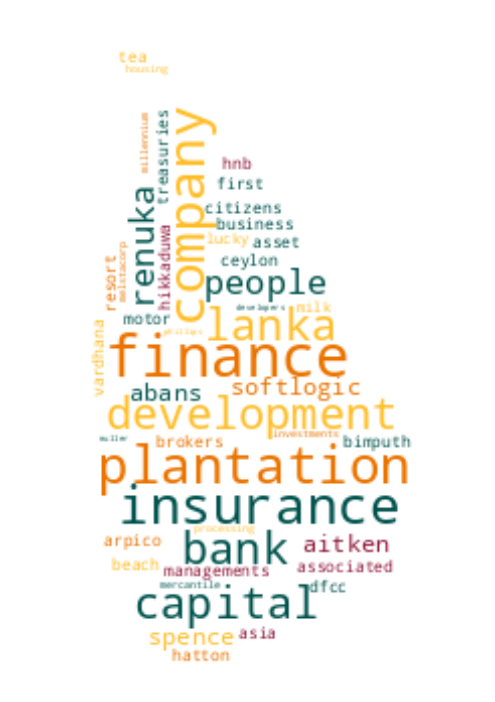 tea
housing
millennium
treasuries
company
hnb
first
renuka
citizens
business
hikkaduwa
lucky
asset
melstacorp
resort
ceylon
people
developers
milk
motor
lanka
vardhana
phillips
finance
abans
softlogic
development
muller
brokers
investments
bimputh
plantation
insurance
processing
arpico
bank
aitken
beach
managements
associated
mercantile
dfcc
capital
spence
asia
hatton